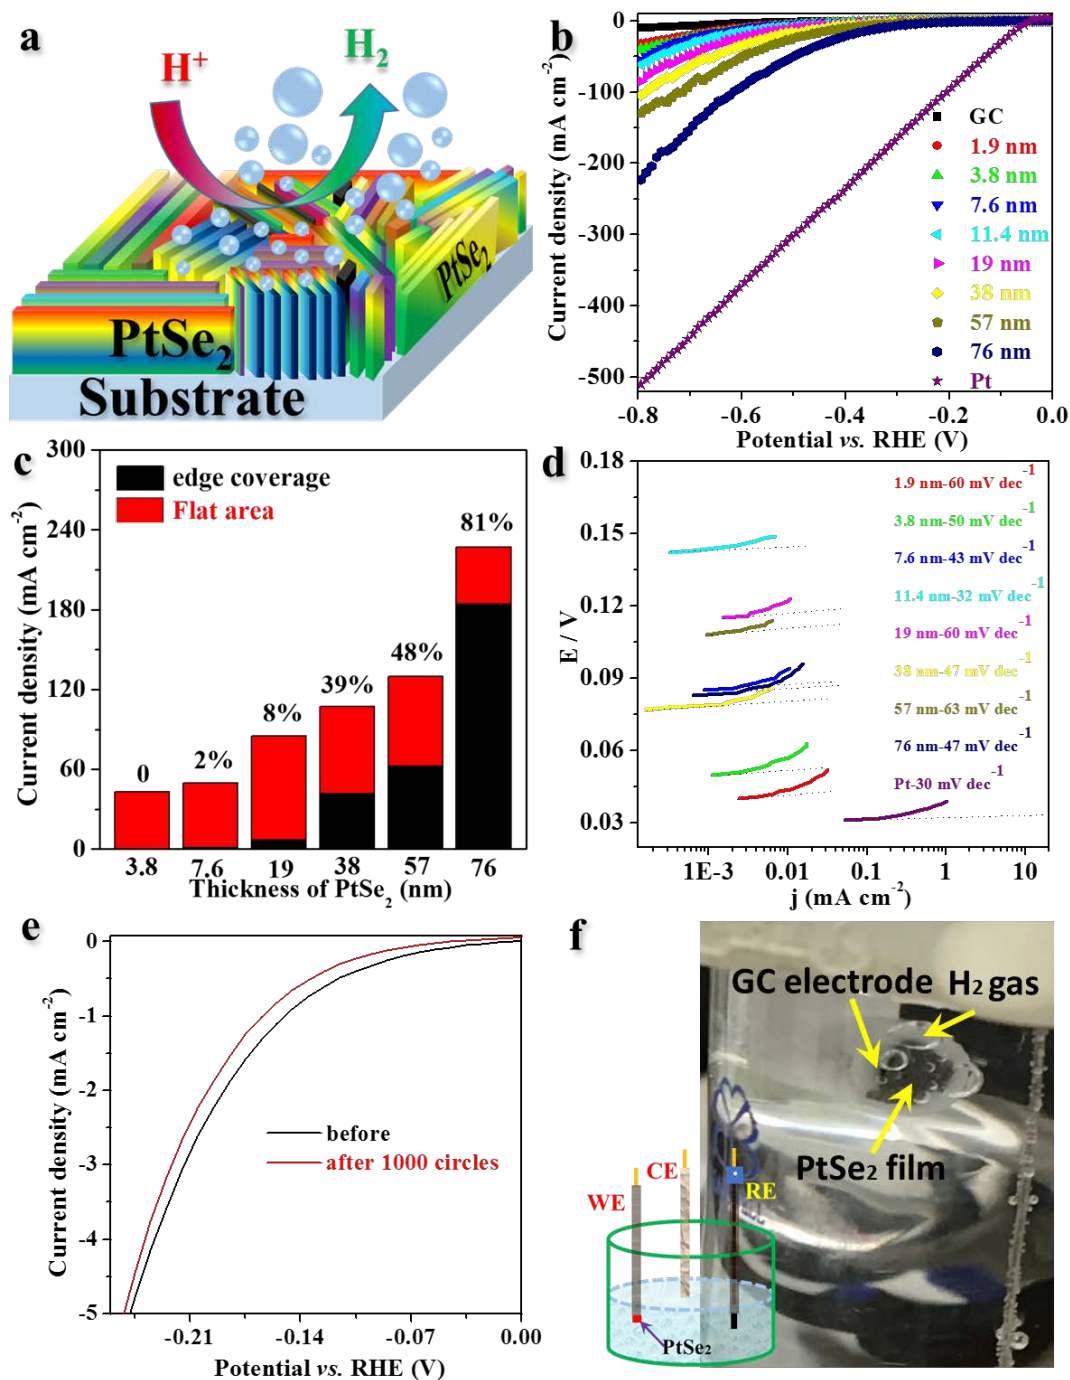 a
H⁺
H₂
PtSe₂
PtSe₂
Substrate
b
Current density (mA cm⁻²)
0
-100
-200
-300
-400
-500
-0.8
-0.6
-0.4
-0.2
0.0
Potential vs. RHE (V)
GC
1.9 nm
3.8 nm
7.6 nm
11.4 nm
19 nm
38 nm
57 nm
76 nm
Pt
c
Current density (mA cm⁻²)
300
240
180
120
60
0
edge coverage
Flat area
0
2%
8%
39%
48%
81%
3.8
7.6
19
38
57
76
Thickness of PtSe₂ (nm)
d
E / V
0.18
0.15
0.12
0.09
0.06
0.03
1.9 nm-60 mV dec⁻¹
3.8 nm-50 mV dec⁻¹
7.6 nm-43 mV dec⁻¹
11.4 nm-32 mV dec⁻¹
19 nm-60 mV dec⁻¹
38 nm-47 mV dec⁻¹
57 nm-63 mV dec⁻¹
76 nm-47 mV dec⁻¹
Pt-30 mV dec⁻¹
1E-3
0.01
0.1
1
10
j (mA cm⁻²)
e
Current density (mA cm⁻²)
0
-1
-2
-3
-4
-5
before
after 1000 circles
-0.21
-0.14
-0.07
0.00
Potential vs. RHE (V)
f
GC electrode
H₂ gas
PtSe₂ film
CE
WE
RE
PtSe₂